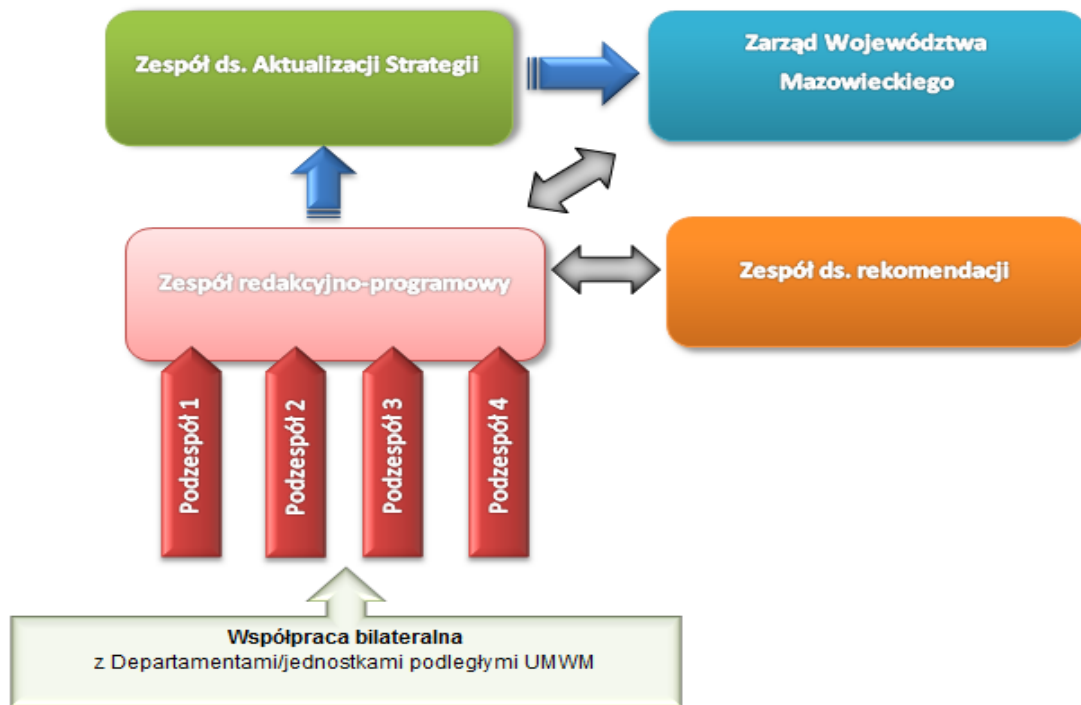 Zespół ds. Aktualizacji Strategii
Zarząd Województwa
Mazowieckiego
Zespół redakcyjno-programowy
Zespół ds. rekomendacji
Podzespół 1
Podzespół 2
Podzespół 3
Podzespół 4
Współpraca bilateralna
z Departamentami/jednostkami podległymi UMWM